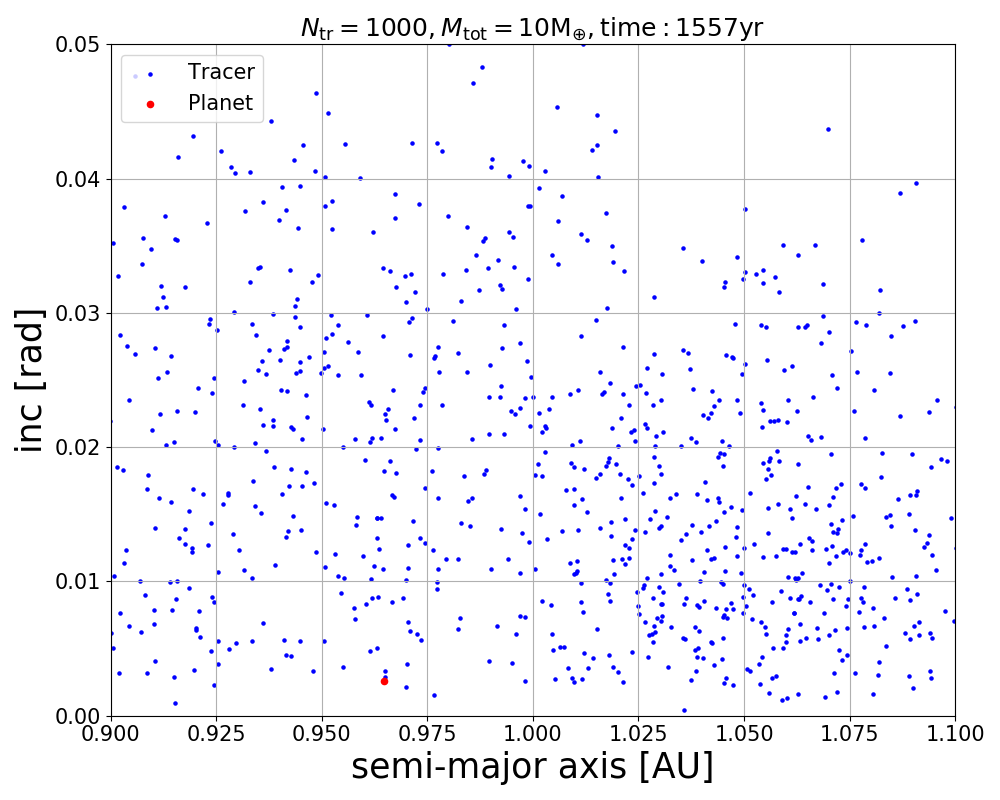 N_tr = 1000, M_tot = 10M_⊕, time : 1557yr
Tracer
Planet
0.05
0.04
0.03
0.02
0.01
0.00
inc [rad]
0.900 0.925 0.950 0.975 1.000 1.025 1.050 1.075 1.100
semi-major axis [AU]